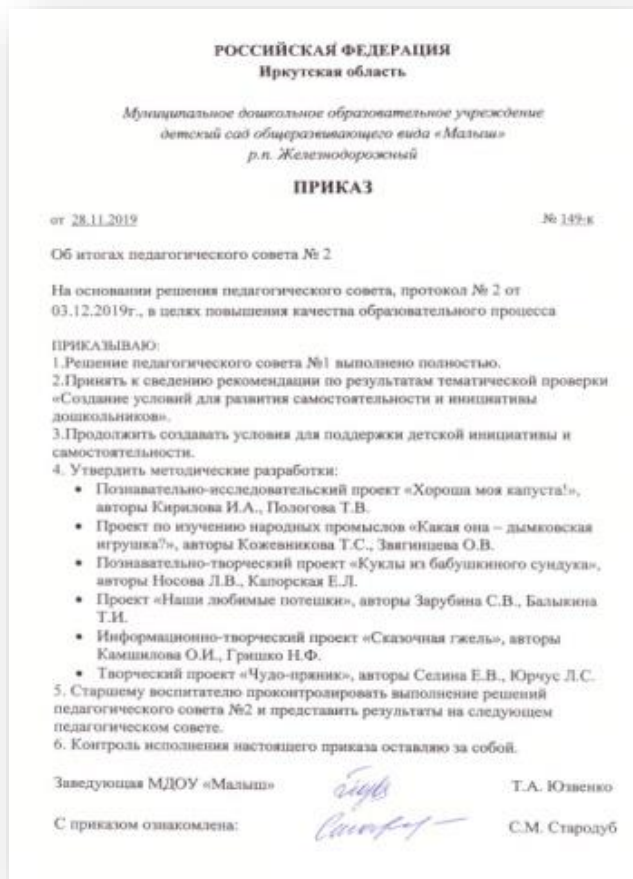 РОССИЙСКАЯ ФЕДЕРАЦИЯ
Иркутская область
Муниципальное дошкольное образовательное учреждение
детский сад общеразвивающего вида «Малыш»
р.п. Железнодорожный
ПРИКАЗ
от 28.11.2019 № 149-к
Об итогах педагогического совета № 2
На основании решения педагогического совета, протокол № 2 от
03.12.2019г., в целях повышения качества образовательного процесса
ПРИКАЗЫВАЮ:
1.Решение педагогического совета №1 выполнено полностью.
2.Принять к сведению рекомендации по результатам тематической проверки
«Создание условий для развития самостоятельности и инициативы
дошкольников».
3.Продолжить создавать условия для поддержки детской инициативы и
самостоятельности.
4. Утвердить методические разработки:
• Познавательно-исследовательский проект «Хороша моя капуста!»,
авторы Кирилова И.А., Пологова Т.В.
• Проект по изучению народных промыслов «Какая она – дымковская
игрушка?», авторы Кожевникова Т.С., Звягинцева О.В.
• Познавательно-творческий проект «Куклы из бабушкиного сундука»,
авторы Носова Л.В., Капорская Е.Л.
• Проект «Наши любимые потешки», авторы Зарубина С.В., Балыкина
Т.И.
• Информационно-творческий проект «Сказочная гжель», авторы
Камшилова О.И., Гришко Н.Ф.
• Творческий проект «Чудо-пряник», авторы Селина Е.В., Юрчус Л.С.
5. Старшему воспитателю проконтролировать выполнение решений
педагогического совета №2 и представить результаты на следующем
педагогическом совете.
6. Контроль исполнения настоящего приказа оставляю за собой.
Заведующая МДОУ «Малыш» Т.А. Юзвенко
С приказом ознакомлена: С.М. Стародуб